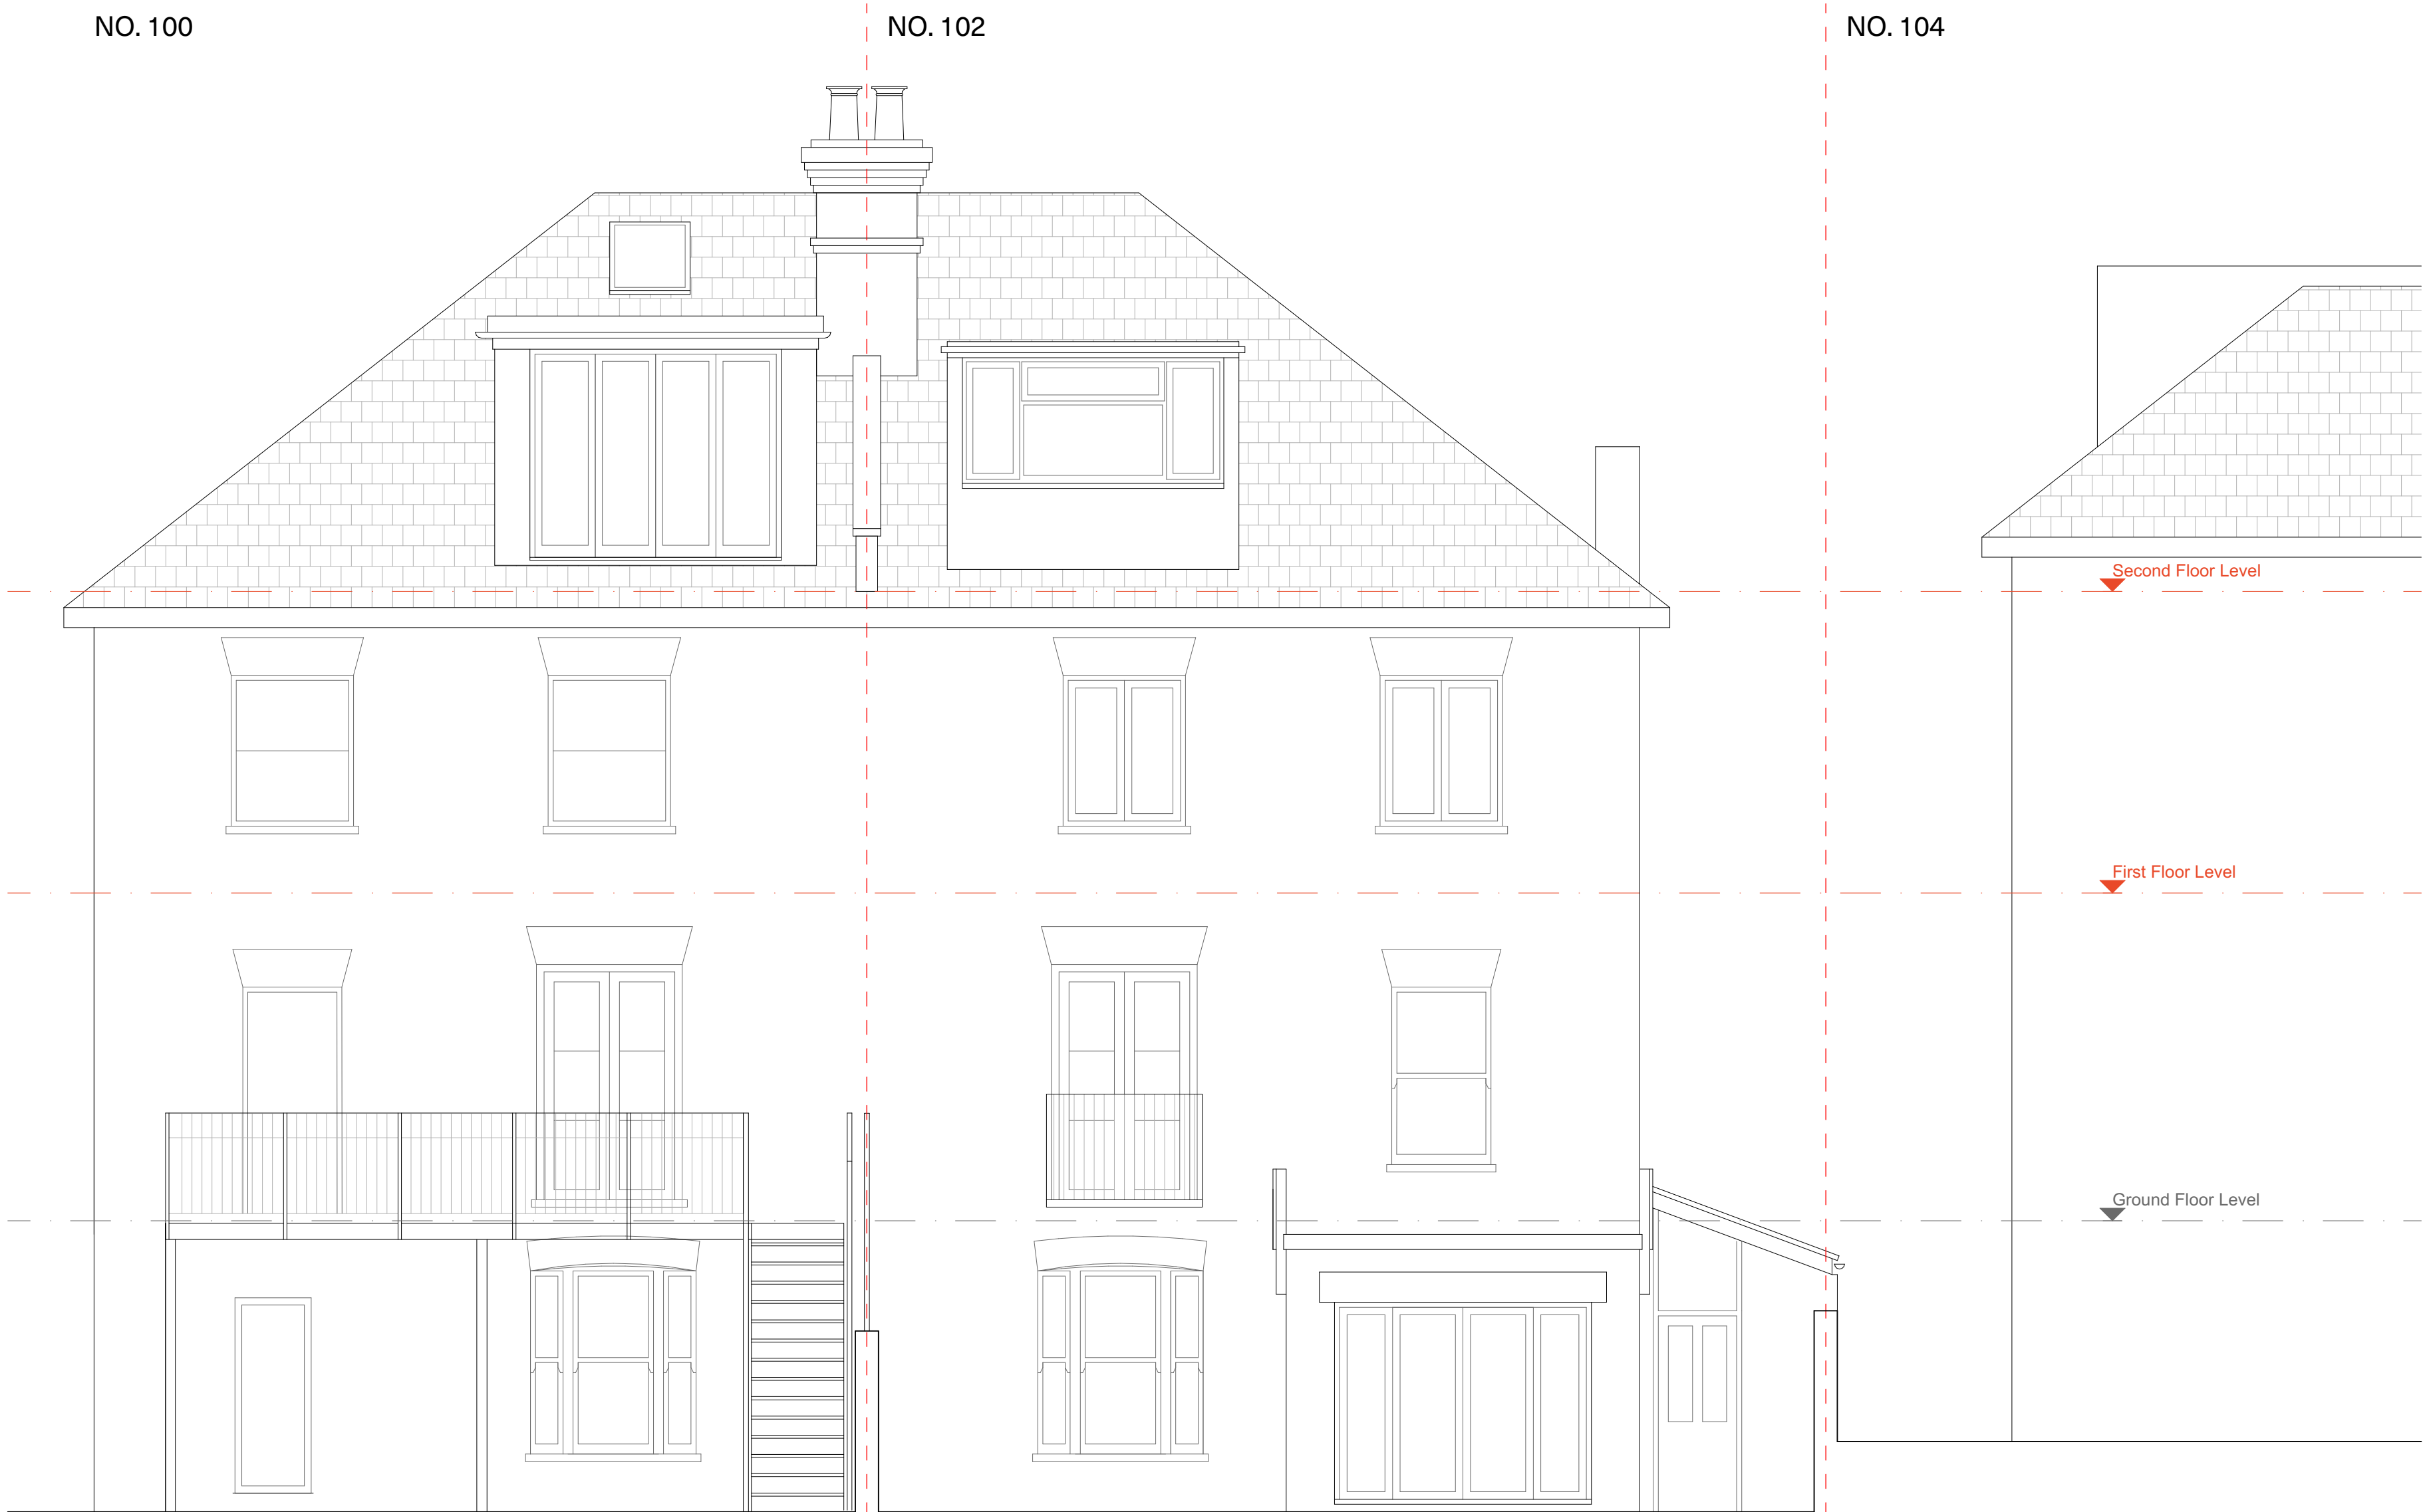 NO. 100
NO. 102
NO. 104
Second Floor Level
First Floor Level
Ground Floor Level